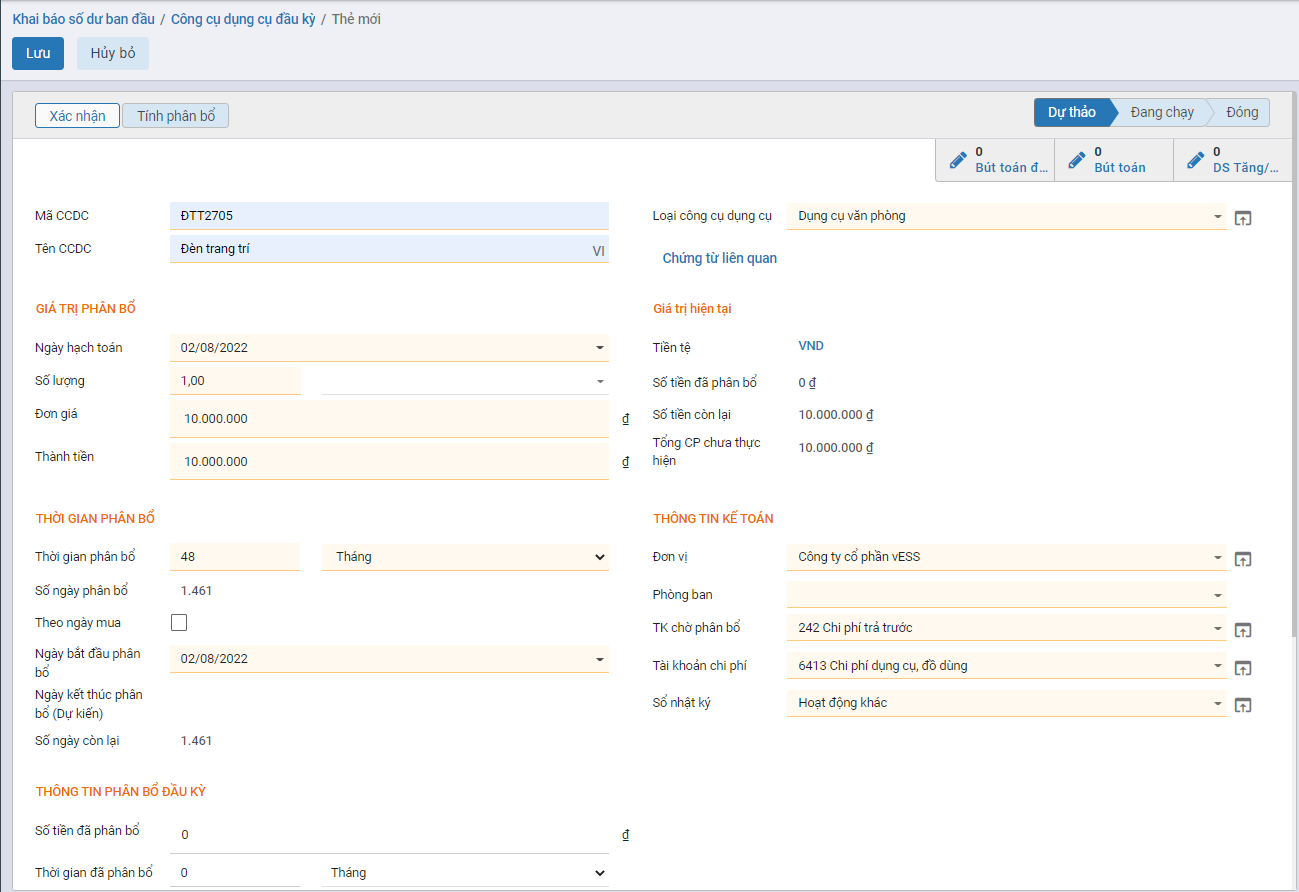 Khai báo số dư ban đầu / Công cụ dụng cụ đầu kỳ / Thẻ mới
Lưu Hủy bỏ
Xác nhận Tính phân bổ Dự thảo Đang chạy Đóng
0 0 0
Bút toán đ... Bút toán DS Tăng/...
Mã CCDC ĐTT2705 Loại công cụ dụng cụ Dụng cụ văn phòng
Tên CCDC Đèn trang trí VI
Chứng từ liên quan
GIÁ TRỊ PHÂN BỔ Giá trị hiện tại
Ngày hạch toán 02/08/2022 Tiền tệ VND
Số lượng 1,00 Số tiền đã phân bổ 0 ₫
Đơn giá 10.000.000 ₫ Số tiền còn lại 10.000.000 ₫
Tổng CP chưa thực
hiện 10.000.000 ₫
Thành tiền 10.000.000 ₫
THỜI GIAN PHÂN BỔ THÔNG TIN KẾ TOÁN
Thời gian phân bổ 48 Tháng Đơn vị Công ty cổ phần vESS
Số ngày phân bổ 1.461 Phòng ban
Theo ngày mua TK chờ phân bổ 242 Chi phí trả trước
Ngày bắt đầu phân
bổ 02/08/2022 Tài khoản chi phí 6413 Chi phí dụng cụ, đồ dùng
Ngày kết thúc phân
bổ (Dự kiến) Sổ nhật ký Hoạt động khác
Số ngày còn lại 1.461
THÔNG TIN PHÂN BỔ ĐẦU KỲ
Số tiền đã phân bổ 0 ₫
Thời gian đã phân bổ 0 Tháng